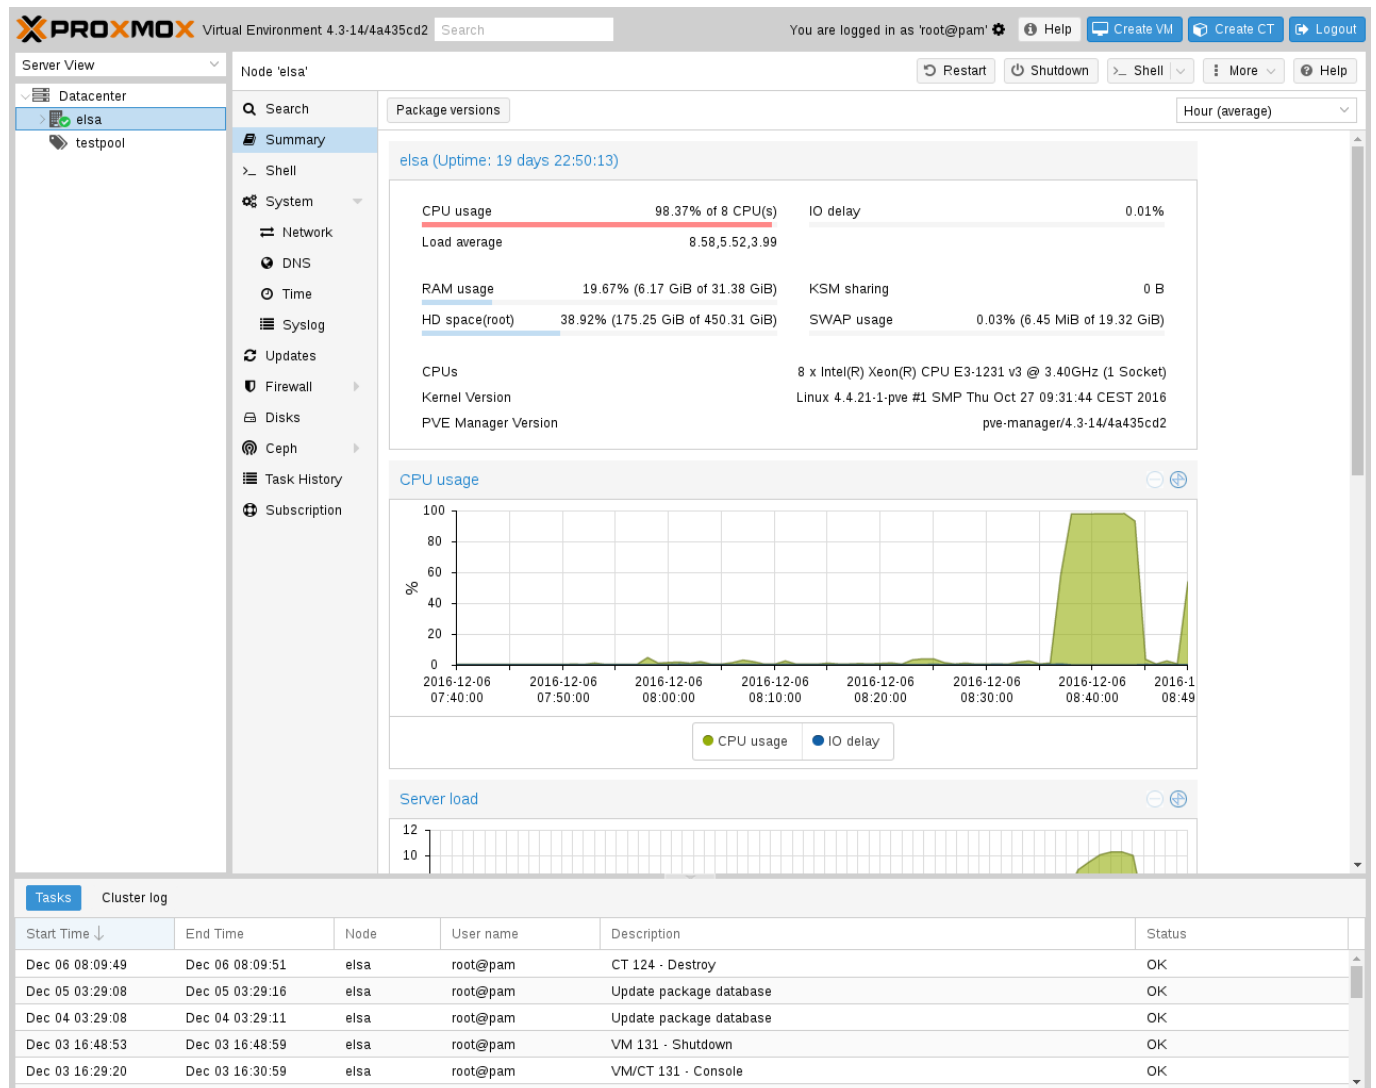 PROXMOX Virtual Environment 4.3-14/4a435cd2 Search You are logged in as 'root@pam' Help Create VM Create CT Logout
Server View
Datacenter
elsa
testpool
Node 'elsa' Restart Shutdown >_ Shell More Help
Search
Summary
>_ Shell
System
Network
DNS
Time
Syslog
Updates
Firewall
Disks
Ceph
Task History
Subscription
Package versions Hour (average)
elsa (Uptime: 19 days 22:50:13)
CPU usage 98.37% of 8 CPU(s) IO delay 0.01%
Load average 8.58,5.52,3.99
RAM usage 19.67% (6.17 GiB of 31.38 GiB) KSM sharing 0 B
HD space(root) 38.92% (175.25 GiB of 450.31 GiB) SWAP usage 0.03% (6.45 MiB of 19.32 GiB)
CPUs 8 x Intel(R) Xeon(R) CPU E3-1231 v3 @ 3.40GHz (1 Socket)
Kernel Version Linux 4.4.21-1-pve #1 SMP Thu Oct 27 09:31:44 CEST 2016
PVE Manager Version pve-manager/4.3-14/4a435cd2
CPU usage
100
80
60
%
40
20
0
2016-12-06 2016-12-06 2016-12-06 2016-12-06 2016-12-06 2016-12-06 2016-12-06 2016-1
07:40:00 07:50:00 08:00:00 08:10:00 08:20:00 08:30:00 08:40:00 08:49
CPU usage IO delay
Server load
12
10
Tasks Cluster log
Start Time End Time Node User name Description Status
Dec 06 08:09:49 Dec 06 08:09:51 elsa root@pam CT 124 - Destroy OK
Dec 05 03:29:08 Dec 05 03:29:16 elsa root@pam Update package database OK
Dec 04 03:29:08 Dec 04 03:29:11 elsa root@pam Update package database OK
Dec 03 16:48:53 Dec 03 16:48:59 elsa root@pam VM 131 - Shutdown OK
Dec 03 16:29:20 Dec 03 16:30:59 elsa root@pam VM/CT 131 - Console OK